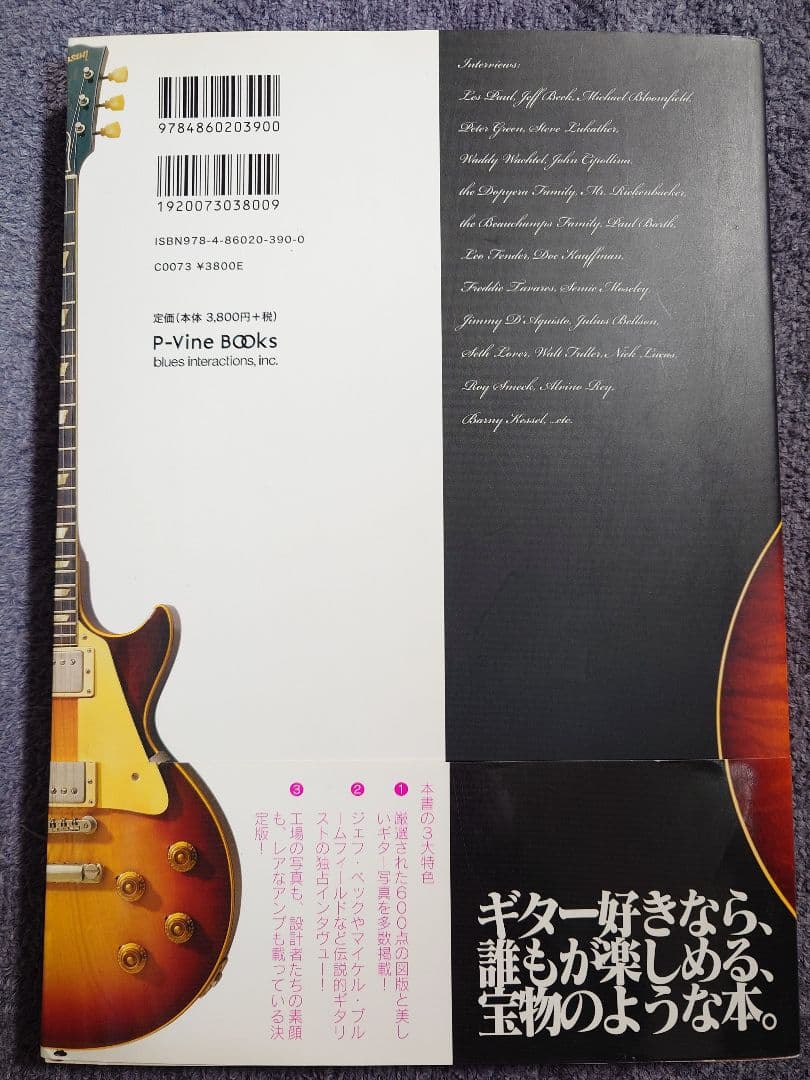 9784860203900
1920073038009
ISBN978-4-86020-390-0
C0073 ¥3800E
定価(本体 3,800円+税)
P-Vine BOOks
blues interactions, inc.
Interviews:
Les Paul, Jeff Beck, Michael Bloomfield,
Peter Green, Steve Lukather,
Waddy Wachtel, John Cipollina,
the Dopyera Family, Mr. Rickenbacker,
the Beauchamps Family, Paul Barth,
Leo Fender, Doc Kauffman,
Freddie Tavares, Semie Moseley,
Jimmy D'Aquisto, Julius Bellson,
Seth Lover, Walt Fuller, Nick Lucas,
Roy Smeck, Alvino Rey,
Barny Kessel, ...etc.
本書の3大特色
❶厳選された600点の図版と美し
いギター写真を多数掲載!
❷ジェフ・ベックやマイケル・ブル
ームフィールドなど伝説的ギタリ
ストの独占インタヴュー!
❸工場の写真も、設計者たちの素顔
も、レアなアンプも載っている決
定版!
ギター好きなら、
誰もが楽しめる、
宝物のような本。